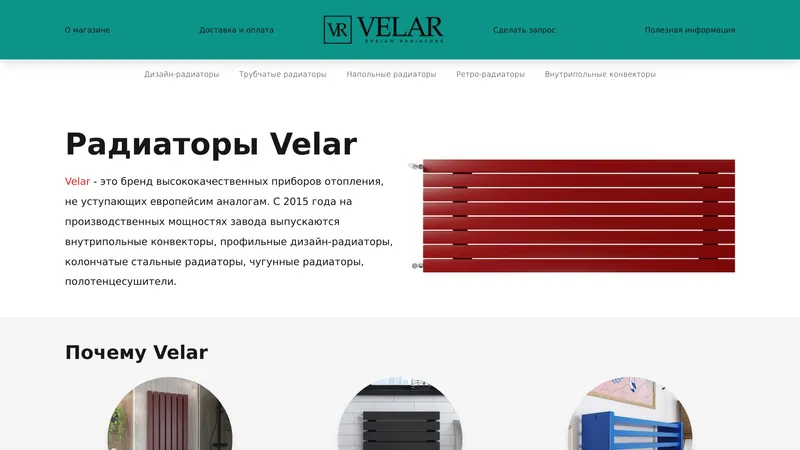 О магазине
Доставка и оплата
VR VELAR
DESIGN RADIATORS
Сделать запрос
Полезная информация
Дизайн-радиаторы
Трубчатые радиаторы
Напольные радиаторы
Ретро-радиаторы
Внутрипольные конвекторы
Радиаторы Velar
Velar - это бренд высококачественных приборов отопления,
не уступающих европейсим аналогам. С 2015 года на
производственных мощностях завода выпускаются
внутрипольные конвекторы, профильные дизайн-радиаторы,
колончатые стальные радиаторы, чугунные радиаторы,
полотенцесушители.
Почему Velar